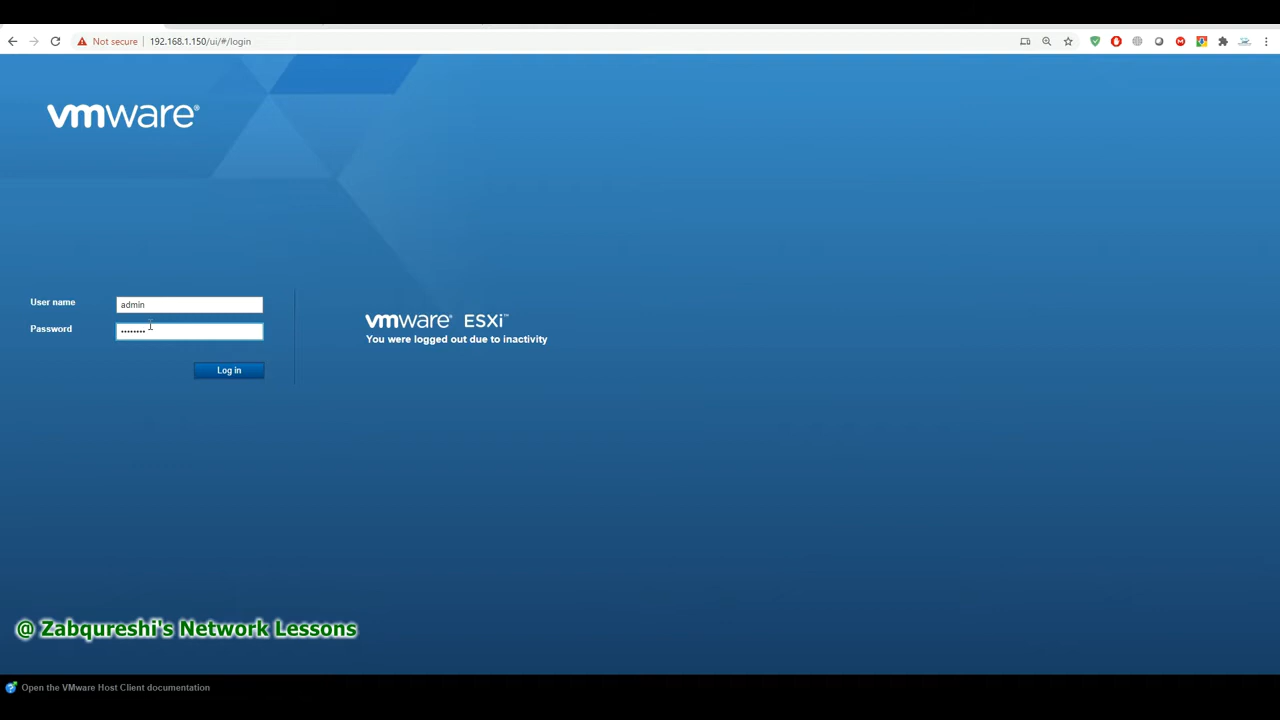 Not secure 192.168.1.150/ui/#/login
vmware®
User name admin
Password ••••••••
Log in
vmware® ESXi™
You were logged out due to inactivity
@ Zabqureshi's Network Lessons
Open the VMware Host Client documentation